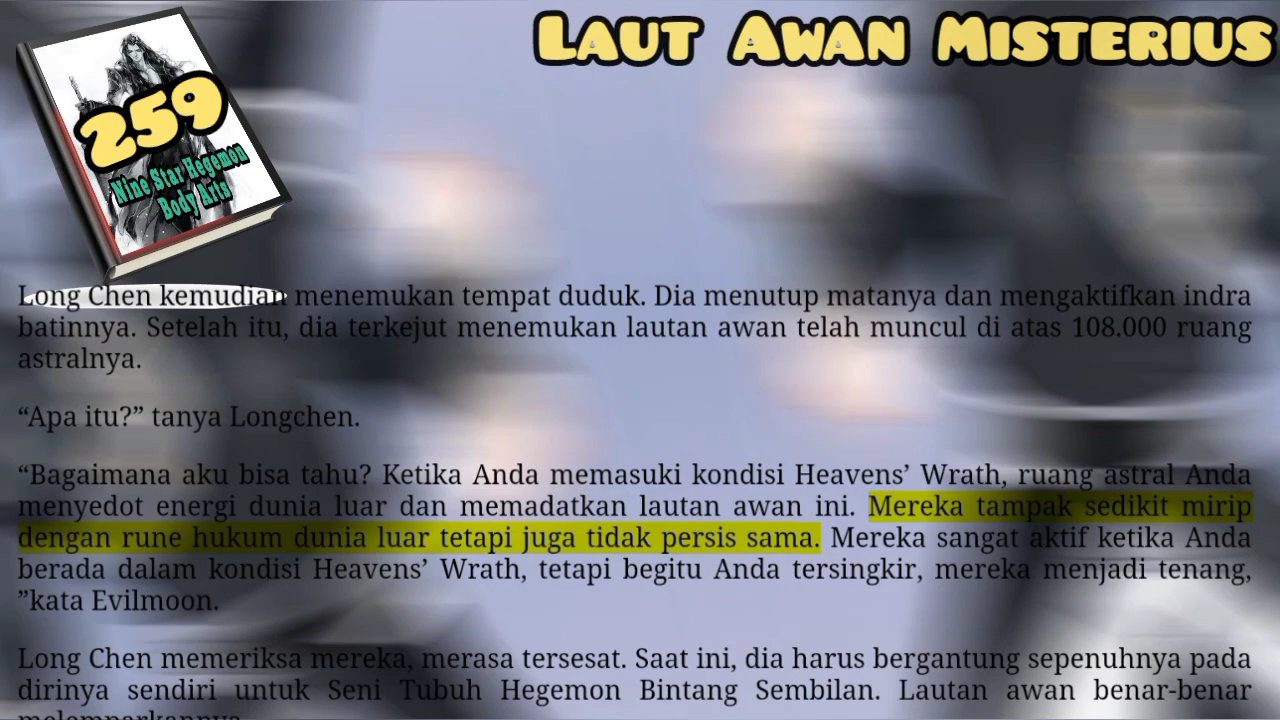 LAUT AWAN MISTERIUS
259
Nine Star Hegemon
Body Arts
Long Chen kemudian menemukan tempat duduk. Dia menutup matanya dan mengaktifkan indra
batinnya. Setelah itu, dia terkejut menemukan lautan awan telah muncul di atas 108.000 ruang
astralnya.
“Apa itu?” tanya Longchen.
“Bagaimana aku bisa tahu? Ketika Anda memasuki kondisi Heavens’ Wrath, ruang astral Anda
menyedot energi dunia luar dan memadatkan lautan awan ini. Mereka tampak sedikit mirip
dengan rune hukum dunia luar tetapi juga tidak persis sama. Mereka sangat aktif ketika Anda
berada dalam kondisi Heavens’ Wrath, tetapi begitu Anda tersingkir, mereka menjadi tenang,
”kata Evilmoon.
Long Chen memeriksa mereka, merasa tersesat. Saat ini, dia harus bergantung sepenuhnya pada
dirinya sendiri untuk Seni Tubuh Hegemon Bintang Sembilan. Lautan awan benar-benar